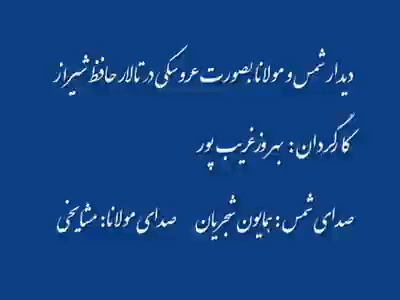 دیدار شمس و مولانا بصورت عروسکی در تالار حافظ شیراز
کارگردان: بهروز غریب پور
صدای شمس: همایون شجریان صدای مولانا: مشایخی